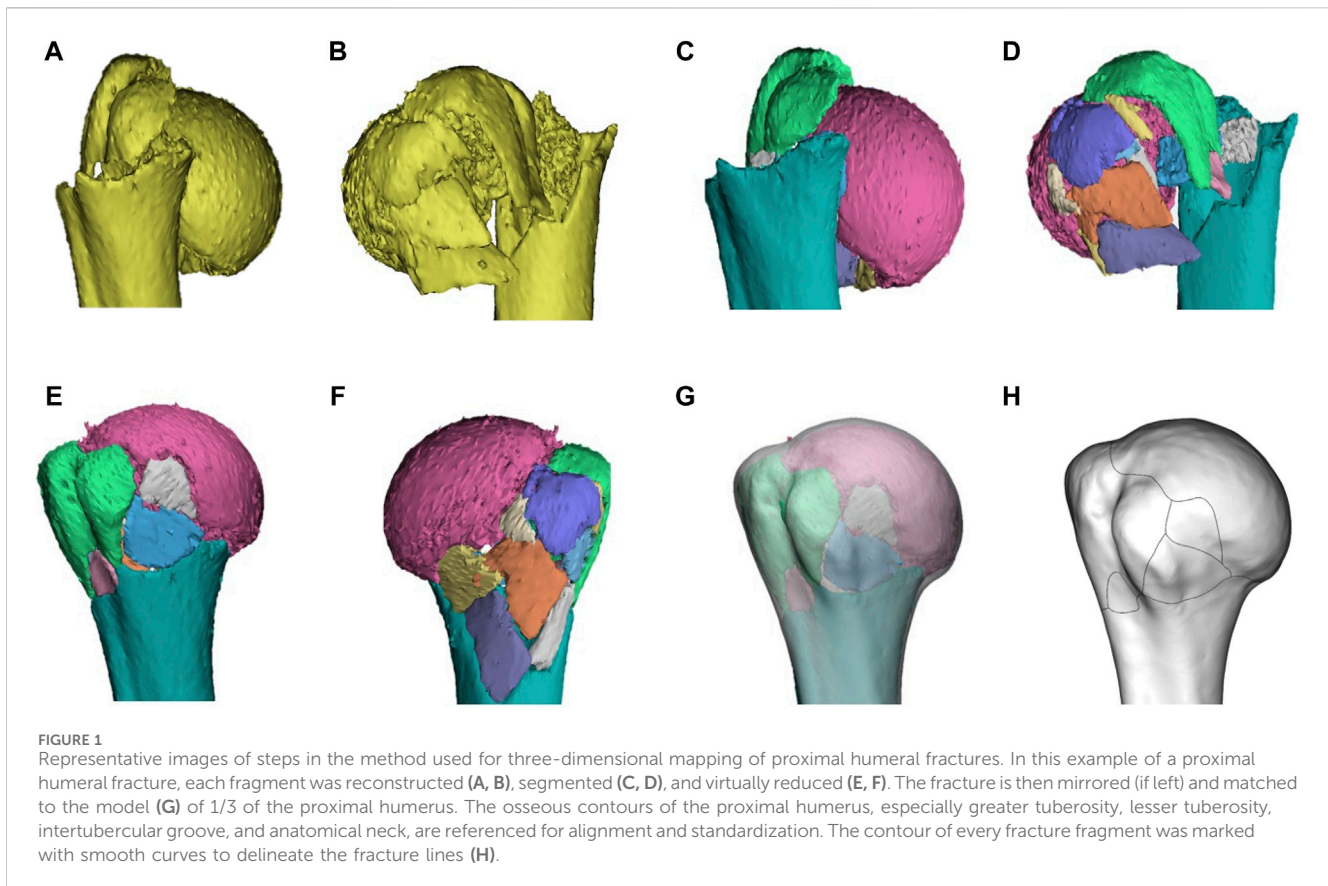 A
B
C
D
E
F
G
H
FIGURE 1
Representative images of steps in the method used for three-dimensional mapping of proximal humeral fractures. In this example of a proximal
humeral fracture, each fragment was reconstructed (A, B), segmented (C, D), and virtually reduced (E, F). The fracture is then mirrored (if left) and matched
to the model (G) of 1/3 of the proximal humerus. The osseous contours of the proximal humerus, especially greater tuberosity, lesser tuberosity,
intertubercular groove, and anatomical neck, are referenced for alignment and standardization. The contour of every fracture fragment was marked
with smooth curves to delineate the fracture lines (H).